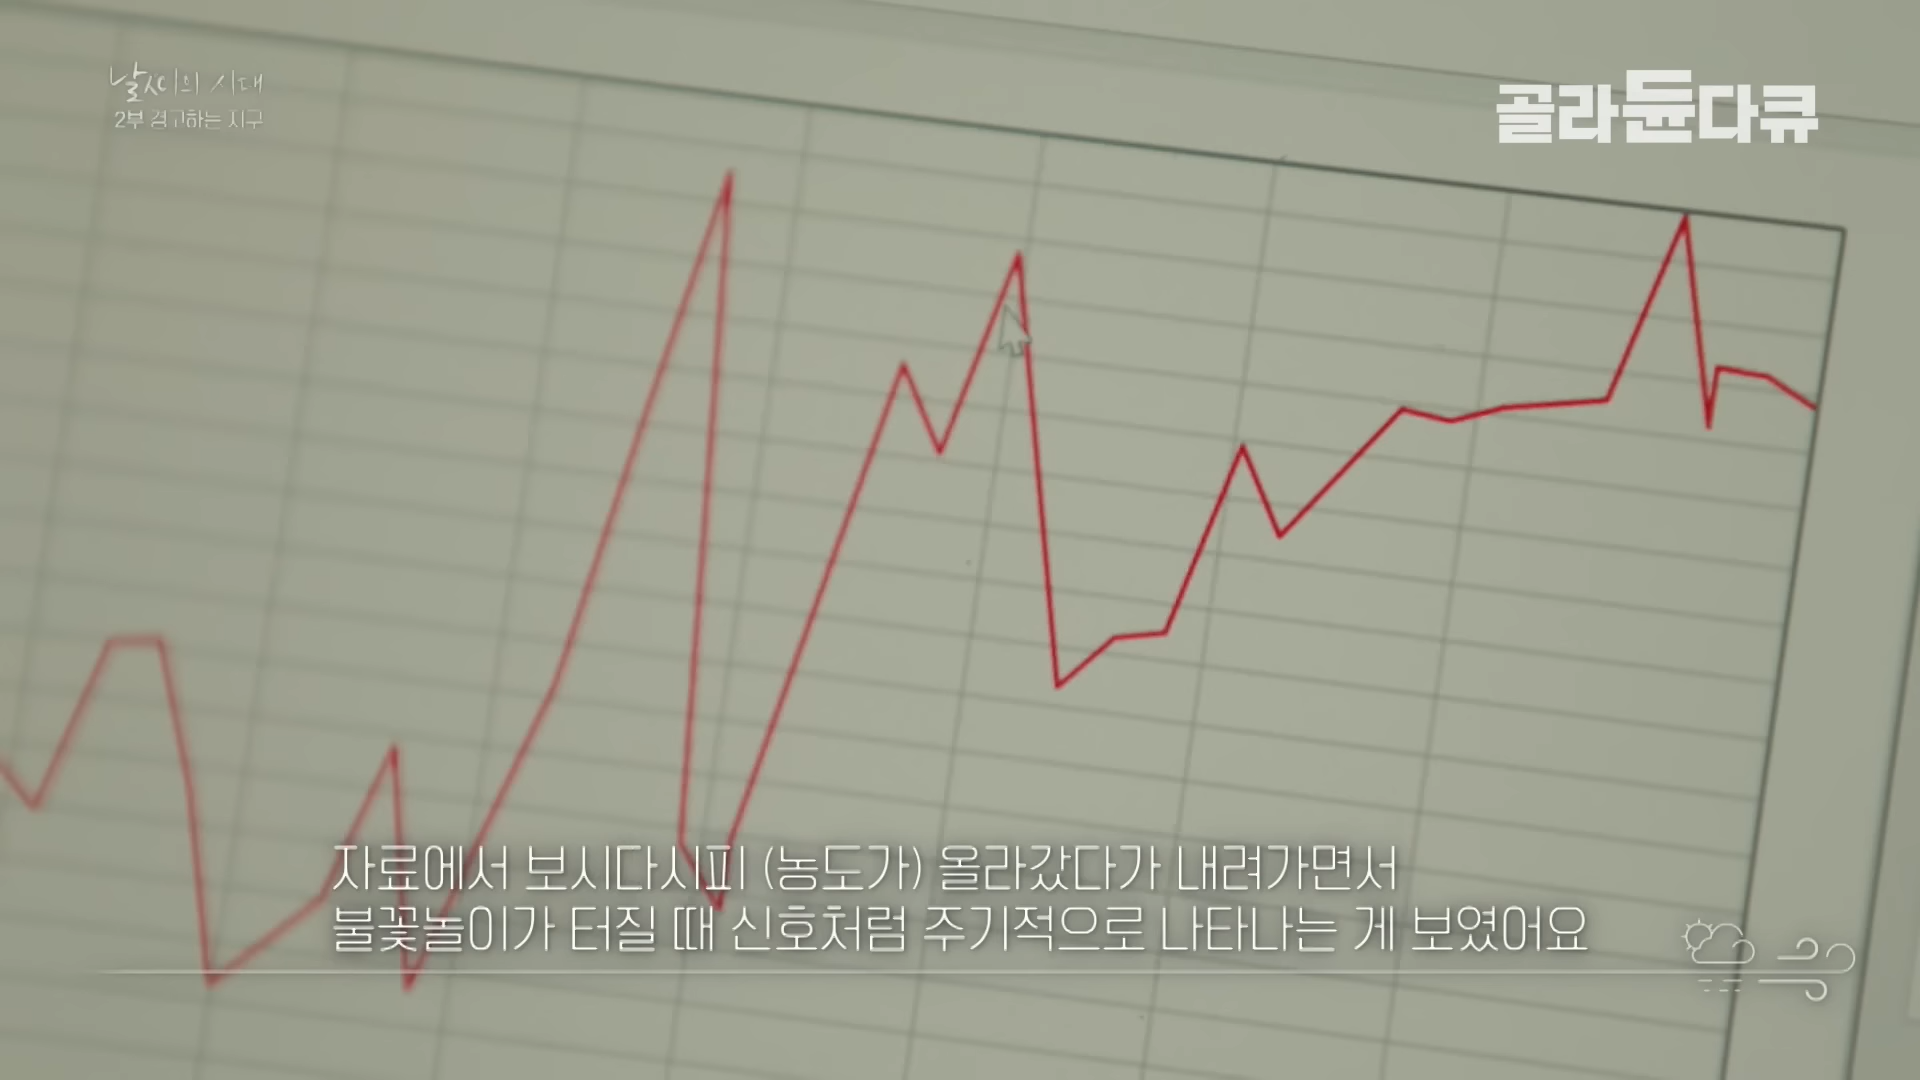 날씨의 시대
2부 경고하는 지구
골라둔다큐
자료에서 보시다시피 (농도가) 올라갔다가 내려가면서
불꽃놀이가 터질 때 신호처럼 주기적으로 나타나는 게 보였어요